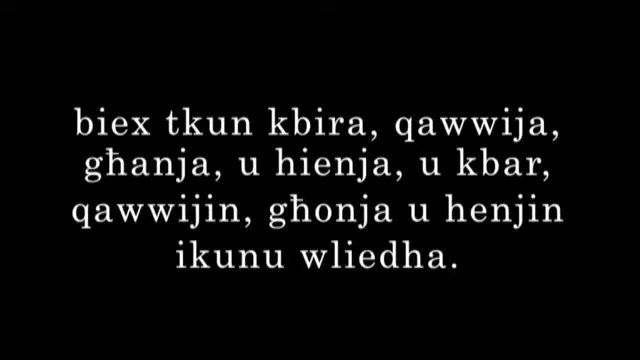 biex tkun kbira, qawwija,
għanja, u hienja, u kbar,
qawwijin, għonja u henjin
ikunu wliedha.